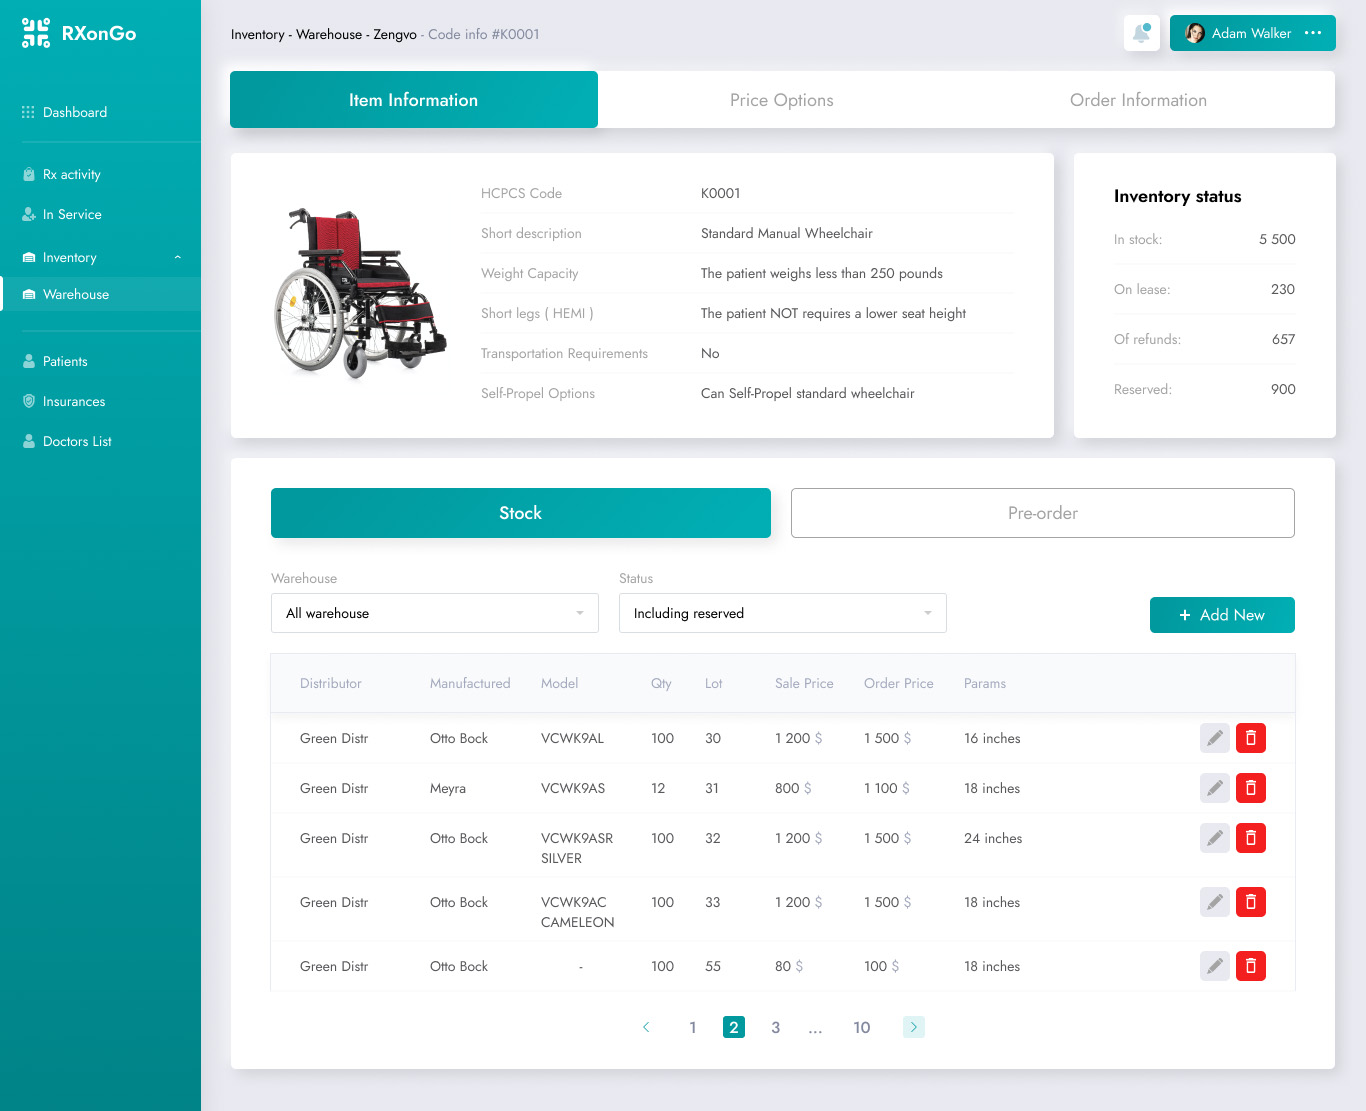 RXonGo
Inventory - Warehouse - Zengvo - Code info #K0001
Adam Walker
Dashboard
Rx activity
In Service
Inventory
Warehouse
Patients
Insurances
Doctors List
Item Information
Price Options
Order Information
HCPCS Code K0001
Short description Standard Manual Wheelchair
Weight Capacity The patient weighs less than 250 pounds
Short legs ( HEMI ) The patient NOT requires a lower seat height
Transportation Requirements No
Self-Propel Options Can Self-Propel standard wheelchair
Inventory status
In stock: 5 500
On lease: 230
Of refunds: 657
Reserved: 900
Stock
Pre-order
Warehouse
All warehouse
Status
Including reserved
+ Add New
Distributor Manufactured Model Qty Lot Sale Price Order Price Params
Green Distr Otto Bock VCWK9AL 100 30 1 200 $ 1 500 $ 16 inches
Green Distr Meyra VCWK9AS 12 31 800 $ 1 100 $ 18 inches
Green Distr Otto Bock VCWK9ASR 100 32 1 200 $ 1 500 $ 24 inches
SILVER
Green Distr Otto Bock VCWK9AC 100 33 1 200 $ 1 500 $ 18 inches
CAMELEON
Green Distr Otto Bock - 100 55 80 $ 100 $ 18 inches
1 2 3 ... 10